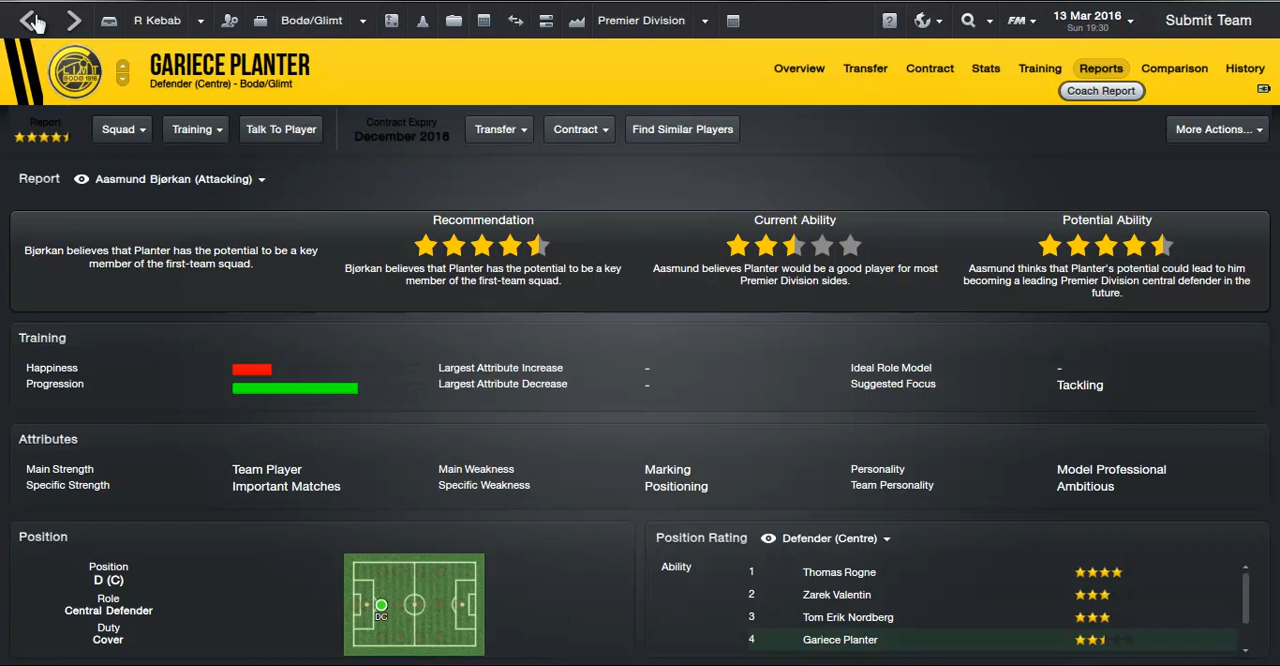 R Kebab
Bodø/Glimt
Premier Division
?
FM
13 Mar 2016
Sun 19:30
Submit Team
GLIMT
BODØ 1916
GARIECE PLANTER
Defender (Centre) - Bodø/Glimt
Overview
Transfer
Contract
Stats
Training
Reports
Comparison
History
Coach Report
Report
Squad
Training
Talk To Player
Contract Expiry
December 2016
Transfer
Contract
Find Similar Players
More Actions...
Report
Aasmund Bjørkan (Attacking)
Bjørkan believes that Planter has the potential to be a key
member of the first-team squad.
Recommendation
Bjørkan believes that Planter has the potential to be a key
member of the first-team squad.
Current Ability
Aasmund believes Planter would be a good player for most
Premier Division sides.
Potential Ability
Aasmund thinks that Planter's potential could lead to him
becoming a leading Premier Division central defender in the
future.
Training
Happiness
Progression
Largest Attribute Increase -
Largest Attribute Decrease -
Ideal Role Model -
Suggested Focus Tackling
Attributes
Main Strength Team Player
Specific Strength Important Matches
Main Weakness Marking
Specific Weakness Positioning
Personality Model Professional
Team Personality Ambitious
Position
Position
D (C)
Role
Central Defender
Duty
Cover
DC
Position Rating
Defender (Centre)
Ability
1 Thomas Rogne
2 Zarek Valentin
3 Tom Erik Nordberg
4 Gariece Planter